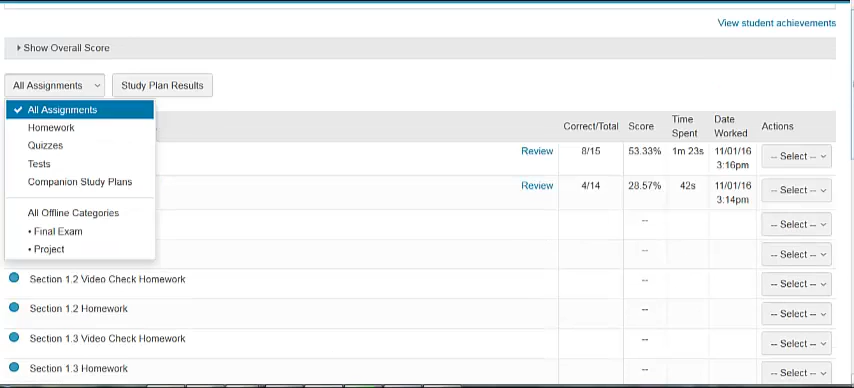 View student achievements
Show Overall Score
All Assignments
Study Plan Results
All Assignments
Homework
Quizzes
Tests
Companion Study Plans
All Offline Categories
• Final Exam
• Project
Correct/Total Score Time Spent Date Worked Actions
Review 8/15 53.33% 1m 23s 11/01/16 3:16pm -- Select --
Review 4/14 28.57% 42s 11/01/16 3:14pm -- Select --
-- -- Select --
-- -- Select --
Section 1.2 Video Check Homework -- -- Select --
Section 1.2 Homework -- -- Select --
Section 1.3 Video Check Homework -- -- Select --
Section 1.3 Homework -- -- Select --